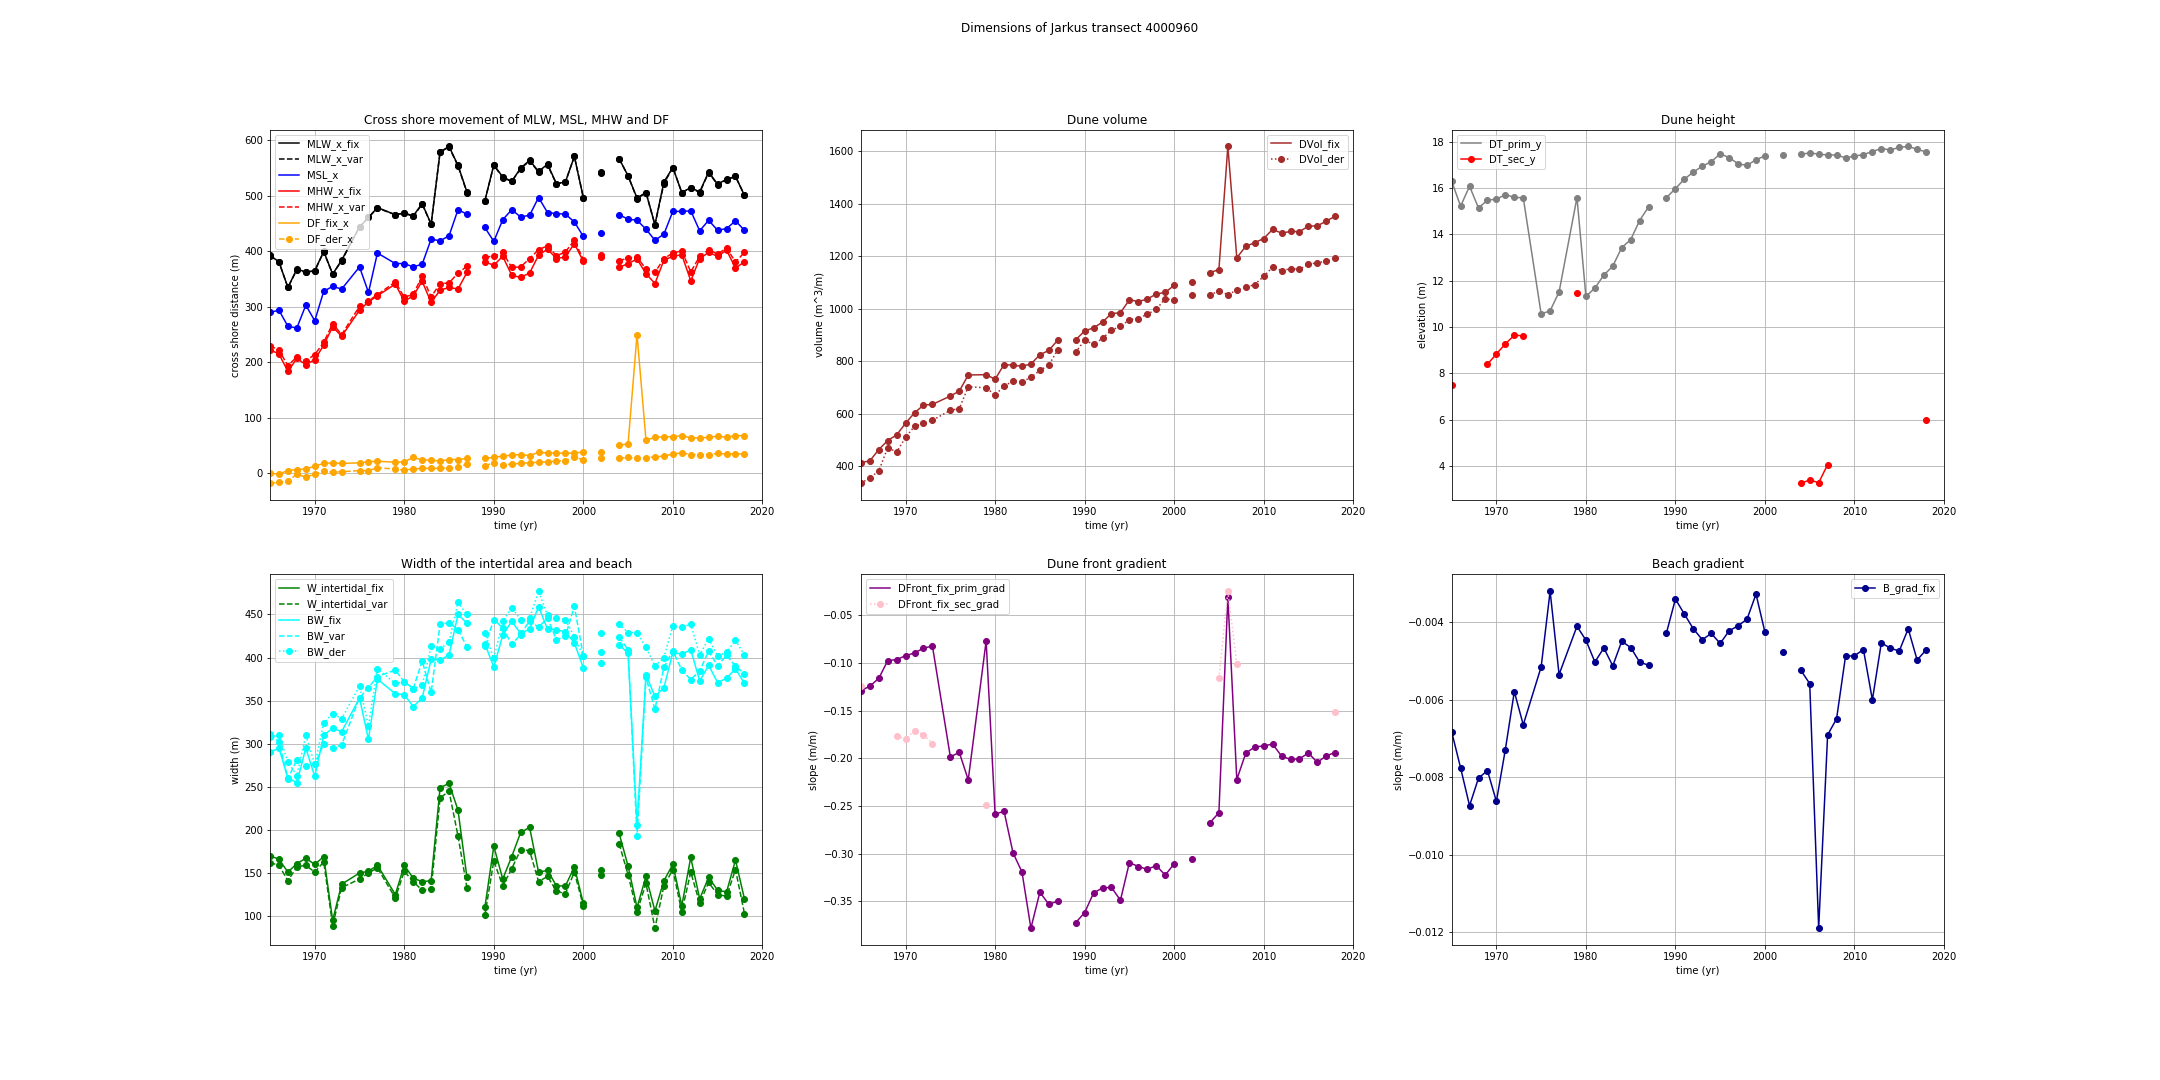 Dimensions of Jarkus transect 4000960
Cross shore movement of MLW, MSL, MHW and DF
600
500
400
300
200
100
0
cross shore distance (m)
MLW_x_fix
MLW_x_var
MSL_x
MHW_x_fix
MHW_x_var
DF_fix_x
DF_der_x
1970 1980 1990 2000 2010 2020
time (yr)
Dune volume
1600
1400
1200
1000
800
600
400
volume (m^3/m)
DVol_fix
DVol_der
1970 1980 1990 2000 2010 2020
time (yr)
Dune height
18
16
14
12
10
8
6
4
elevation (m)
DT_prim_y
DT_sec_y
1970 1980 1990 2000 2010 2020
time (yr)
Width of the intertidal area and beach
450
400
350
300
250
200
150
100
width (m)
W_intertidal_fix
W_intertidal_var
BW_fix
BW_var
BW_der
1970 1980 1990 2000 2010 2020
time (yr)
Dune front gradient
−0.05
−0.10
−0.15
−0.20
−0.25
−0.30
−0.35
slope (m/m)
DFront_fix_prim_grad
DFront_fix_sec_grad
1970 1980 1990 2000 2010 2020
time (yr)
Beach gradient
−0.004
−0.006
−0.008
−0.010
−0.012
slope (m/m)
B_grad_fix
1970 1980 1990 2000 2010 2020
time (yr)